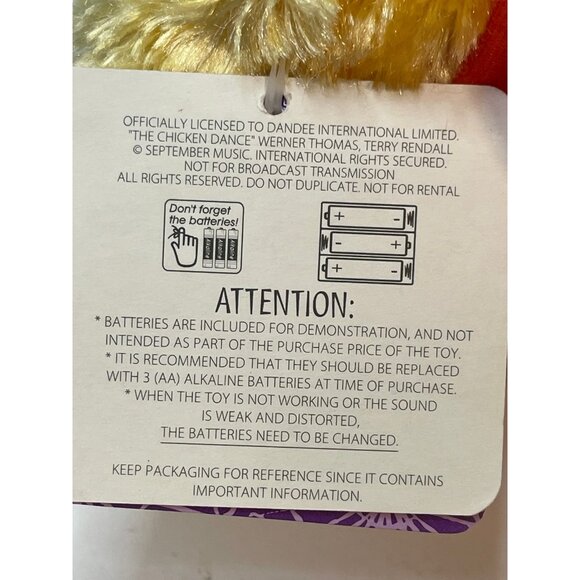 OFFICIALLY LICENSED TO DANDEE INTERNATIONAL LIMITED.
"THE CHICKEN DANCE" WERNER THOMAS, TERRY RENDALL
© SEPTEMBER MUSIC. INTERNATIONAL RIGHTS SECURED.
NOT FOR BROADCAST TRANSMISSION
ALL RIGHTS RESERVED. DO NOT DUPLICATE. NOT FOR RENTAL
Don't forget
the batteries!
+ -
- +
+ -
ATTENTION:
* BATTERIES ARE INCLUDED FOR DEMONSTRATION, AND NOT
INTENDED AS PART OF THE PURCHASE PRICE OF THE TOY.
* IT IS RECOMMENDED THAT THEY SHOULD BE REPLACED
WITH 3 (AA) ALKALINE BATTERIES AT TIME OF PURCHASE.
* WHEN THE TOY IS NOT WORKING OR THE SOUND
IS WEAK AND DISTORTED,
THE BATTERIES NEED TO BE CHANGED.
KEEP PACKAGING FOR REFERENCE SINCE IT CONTAINS
IMPORTANT INFORMATION.